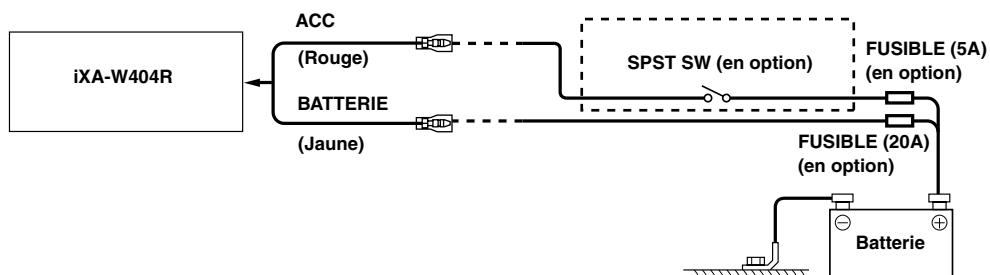 ACC
(Rouge)
iXA-W404R
BATTERIE
(Jaune)
SPST SW (en option)
FUSIBLE (5A)
(en option)
FUSIBLE (20A)
(en option)
Batterie